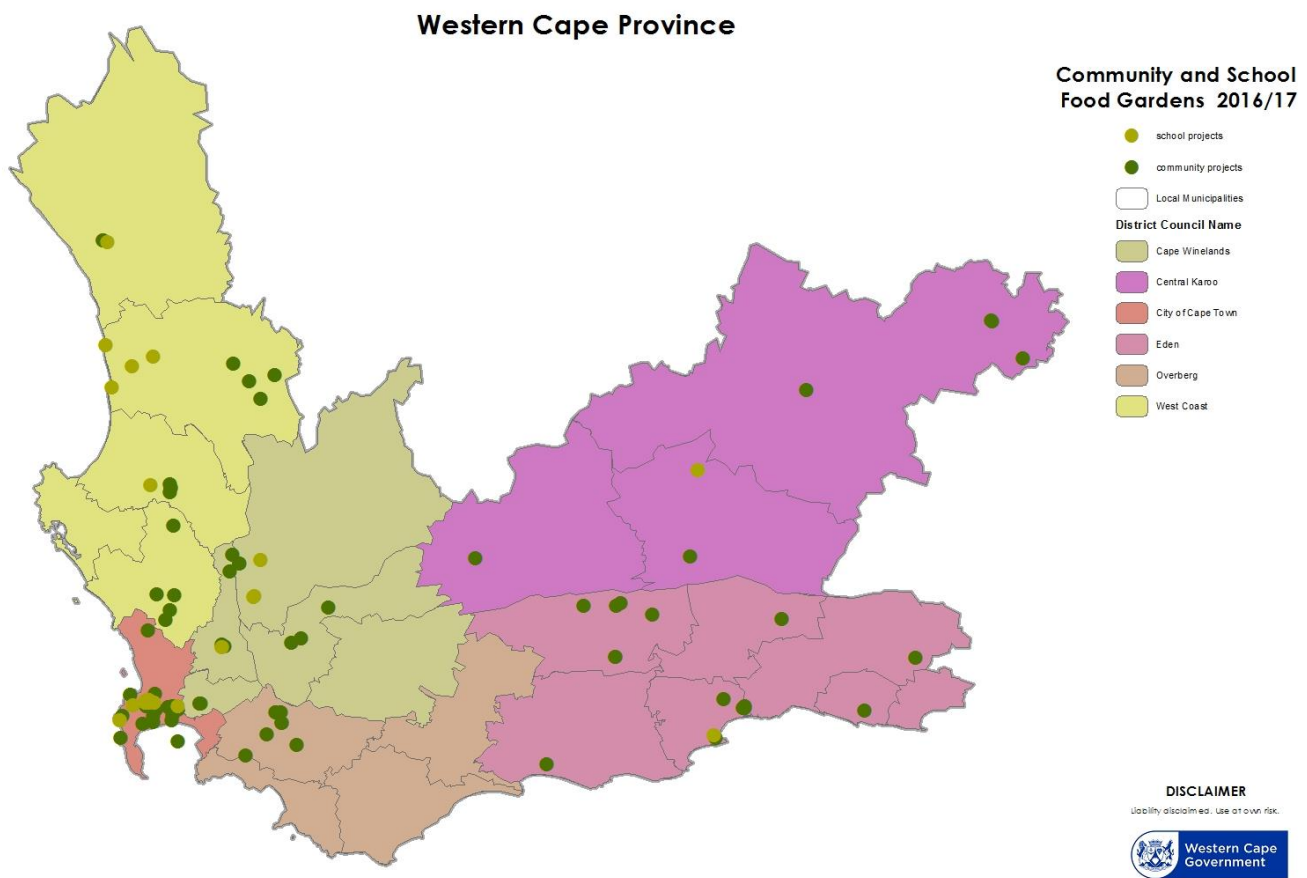 Western Cape Province
Community and School
Food Gardens 2016/17
school projects
community projects
Local Municipalities
District Council Name
Cape Winelands
Central Karoo
City of Cape Town
Eden
Overberg
West Coast
DISCLAIMER
Liability disclaimed. Use at own risk.
Western Cape
Government